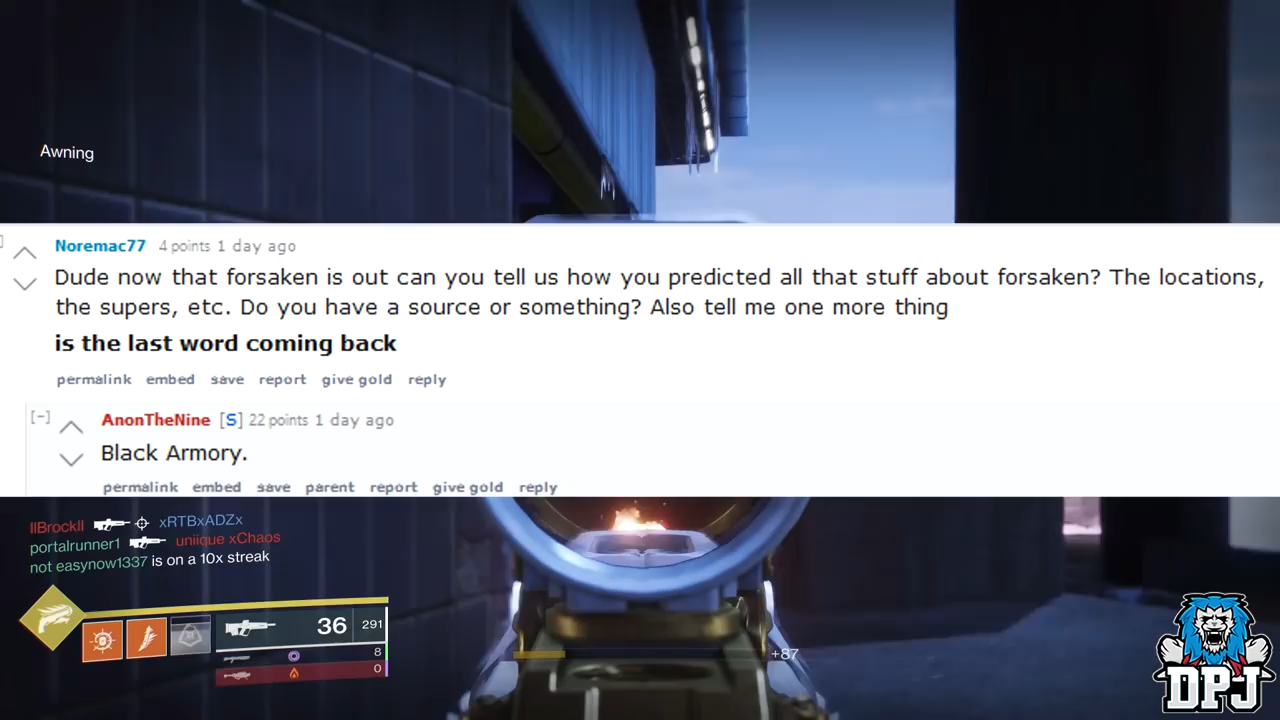 Awning
Noremac77 4 points 1 day ago
Dude now that forsaken is out can you tell us how you predicted all that stuff about forsaken? The locations,
the supers, etc. Do you have a source or something? Also tell me one more thing
is the last word coming back
permalink embed save report give gold reply
[-] AnonTheNine [S] 22 points 1 day ago
Black Armory.
permalink embed save parent report give gold reply
llBrockll xRTBxADZx
portalrunner1 uniique xChaos
not easynow1337 is on a 10x streak
36 291
8
0
+87
DPJ